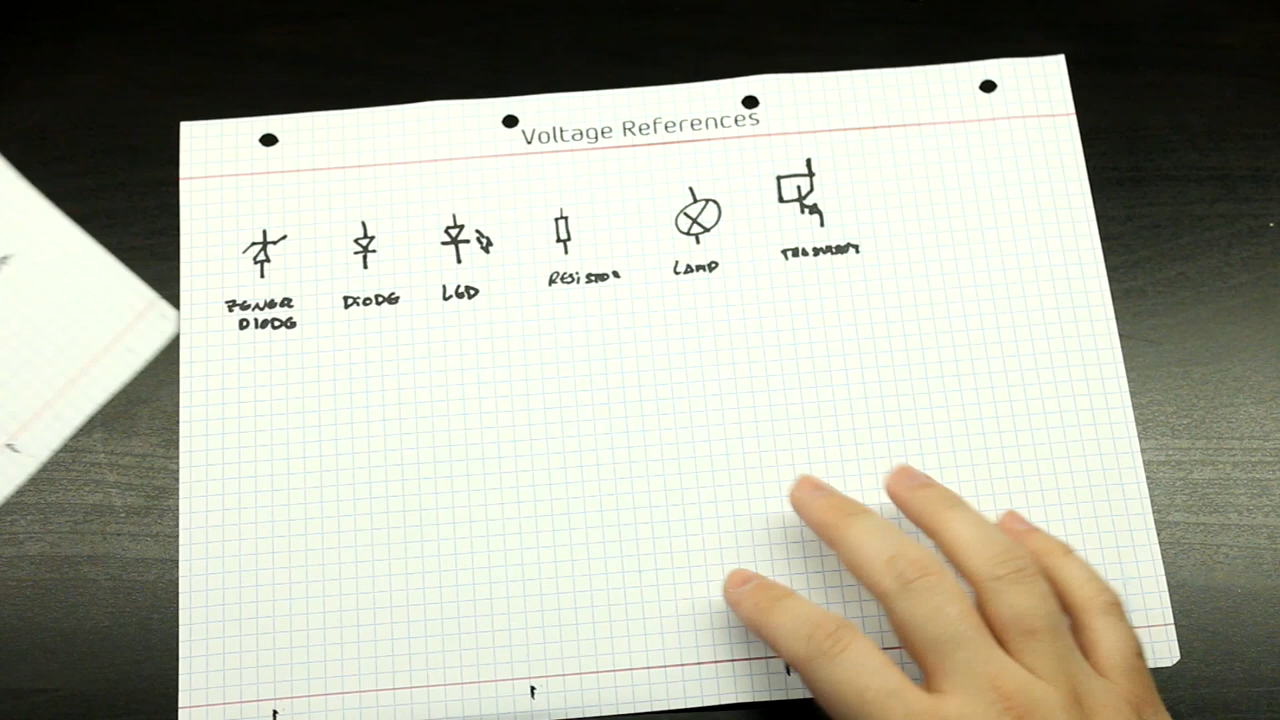 Voltage References
ZENER DIODE
DIODE
LED
RESISTOR
LAMP